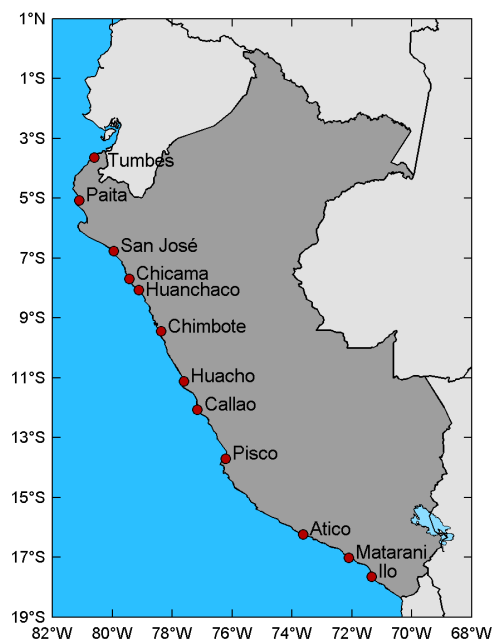 1°N
1°S
3°S
Tumbes
5°S
Paita
San José
7°S
Chicama
Huanchaco
9°S
Chimbote
11°S
Huacho
Callao
13°S
Pisco
15°S
Atico
17°S
Matarani
Ilo
19°S
82°W 80°W 78°W 76°W 74°W 72°W 70°W 68°W